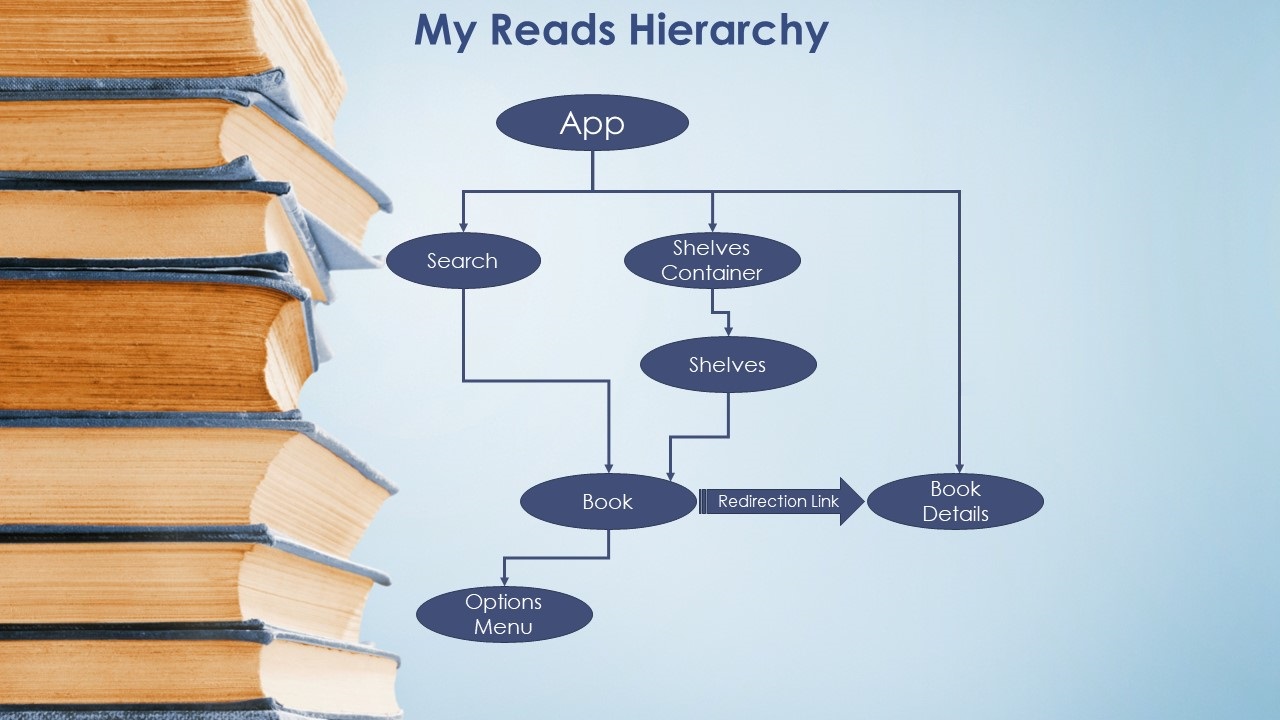 My Reads Hierarchy
App
Search
Shelves
Container
Shelves
Book
Redirection Link
Book
Details
Options
Menu